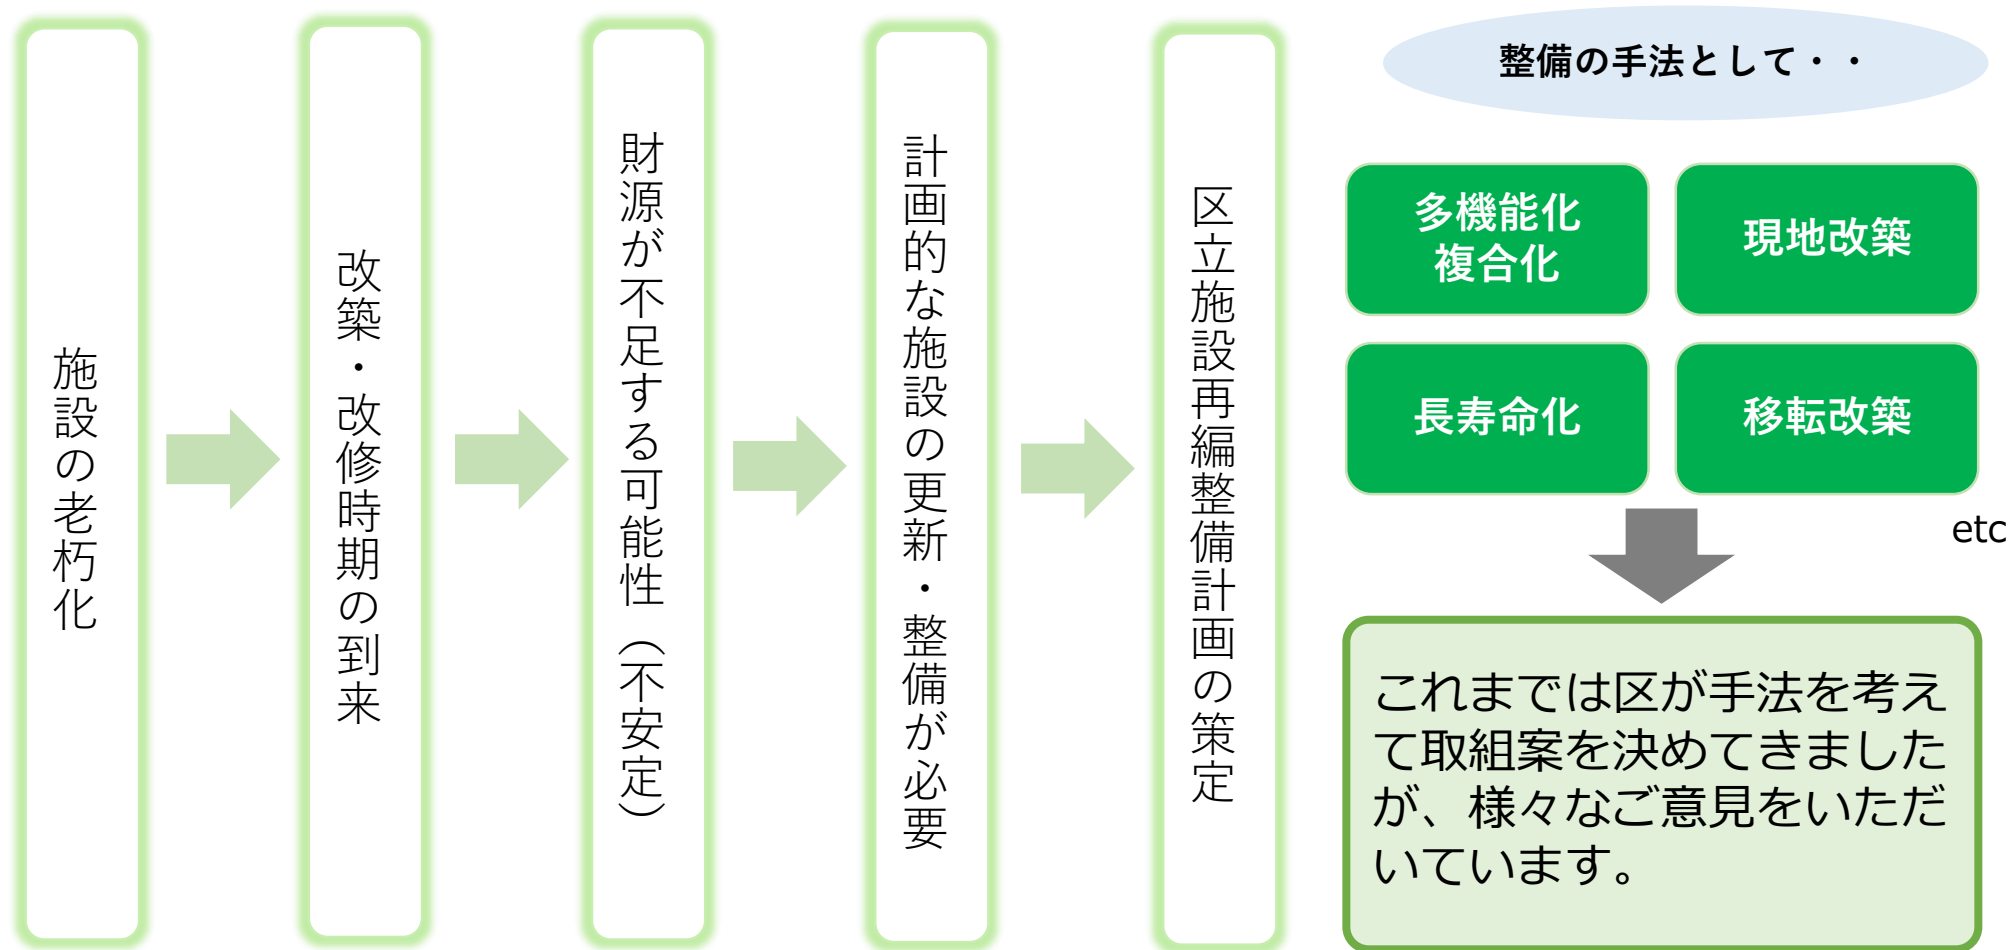 施設の老朽化
改築・改修時期の到来
財源が不足する可能性（不安定）
計画的な施設の更新・整備が必要
区立施設再編整備計画の策定
整備の手法として・・
多機能化
複合化
現地改築
長寿命化
移転改築
etc
これまでは区が手法を考え
て取組案を決めてきました
が、様々なご意見をいただ
いています。